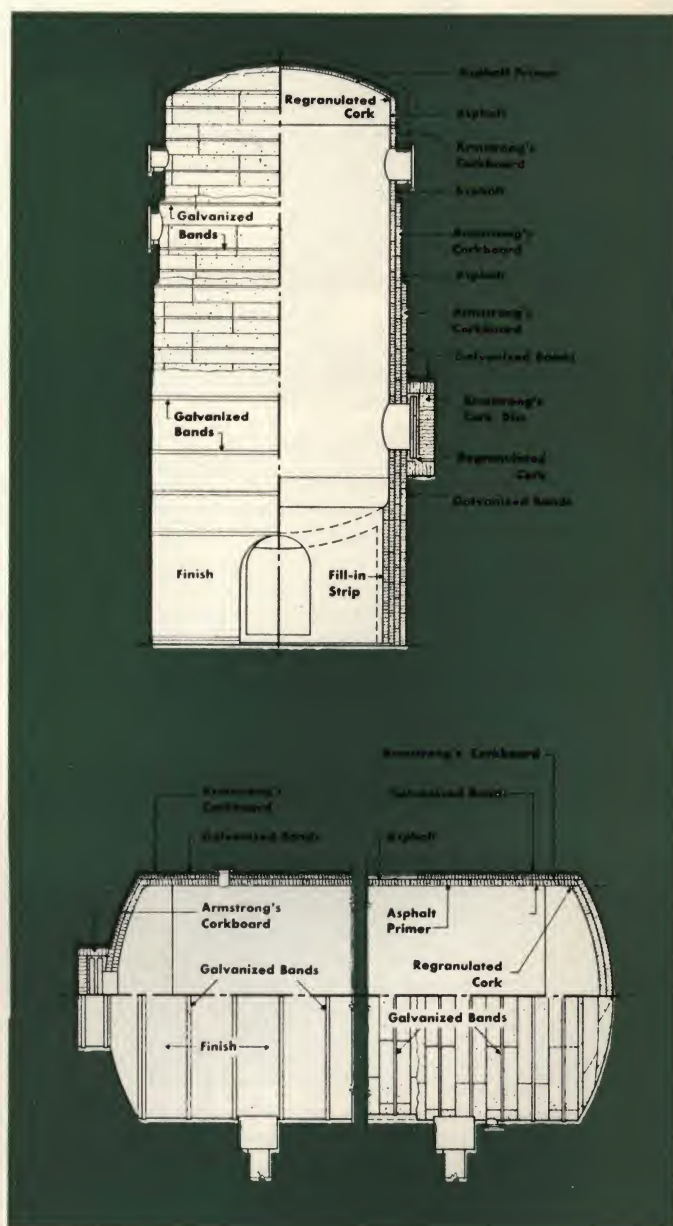 Asphalt Primer
Regranulated
Cork
Asphalt
Armstrong's
Corkboard
Asphalt
Galvanized
Bands
Armstrong's
Corkboard
Asphalt
Armstrong's
Corkboard
Galvanized Bands
Galvanized
Bands
Armstrong's
Cork Disc
Regranulated
Cork
Galvanized Bands
Finish
Fill-in
Strip
Armstrong's Corkboard
Armstrong's
Corkboard
Galvanized Bands
Galvanized Bands
Asphalt
Armstrong's
Corkboard
Asphalt
Primer
Galvanized Bands
Regranulated
Cork
Galvanized Bands
Finish